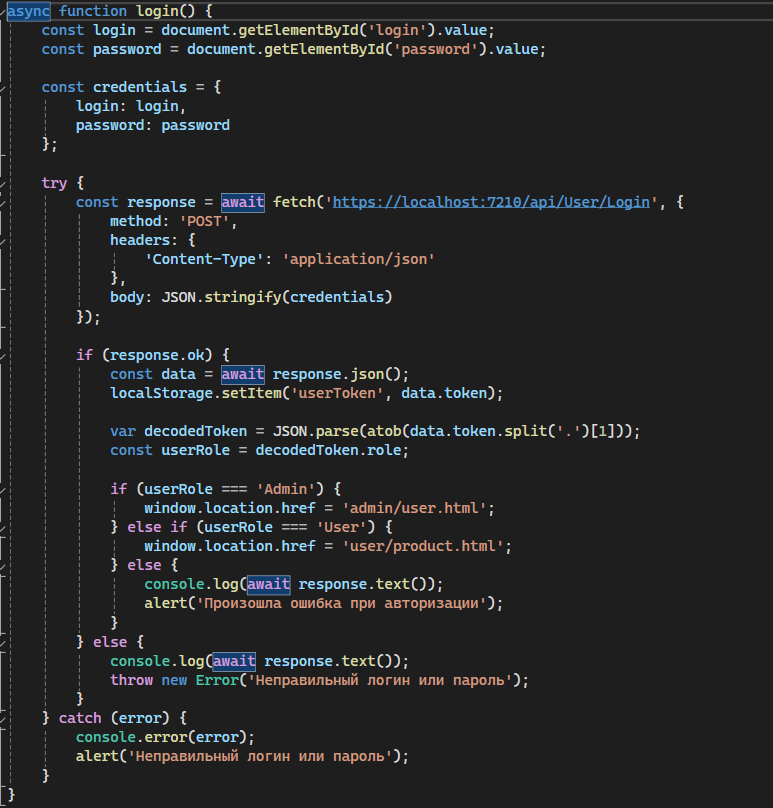 async function login() {
    const login = document.getElementById('login').value;
    const password = document.getElementById('password').value;

    const credentials = {
        login: login,
        password: password
    };

    try {
        const response = await fetch('https://localhost:7210/api/User/Login', {
            method: 'POST',
            headers: {
                'Content-Type': 'application/json'
            },
            body: JSON.stringify(credentials)
        });

        if (response.ok) {
            const data = await response.json();
            localStorage.setItem('userToken', data.token);

            var decodedToken = JSON.parse(atob(data.token.split('.')[1]));
            const userRole = decodedToken.role;

            if (userRole === 'Admin') {
                window.location.href = 'admin/user.html';
            } else if (userRole === 'User') {
                window.location.href = 'user/product.html';
            } else {
                console.log(await response.text());
                alert('Произошла ошибка при авторизации');
            }
        } else {
            console.log(await response.text());
            throw new Error('Неправильный логин или пароль');
        }
    } catch (error) {
        console.error(error);
        alert('Неправильный логин или пароль');
    }
}